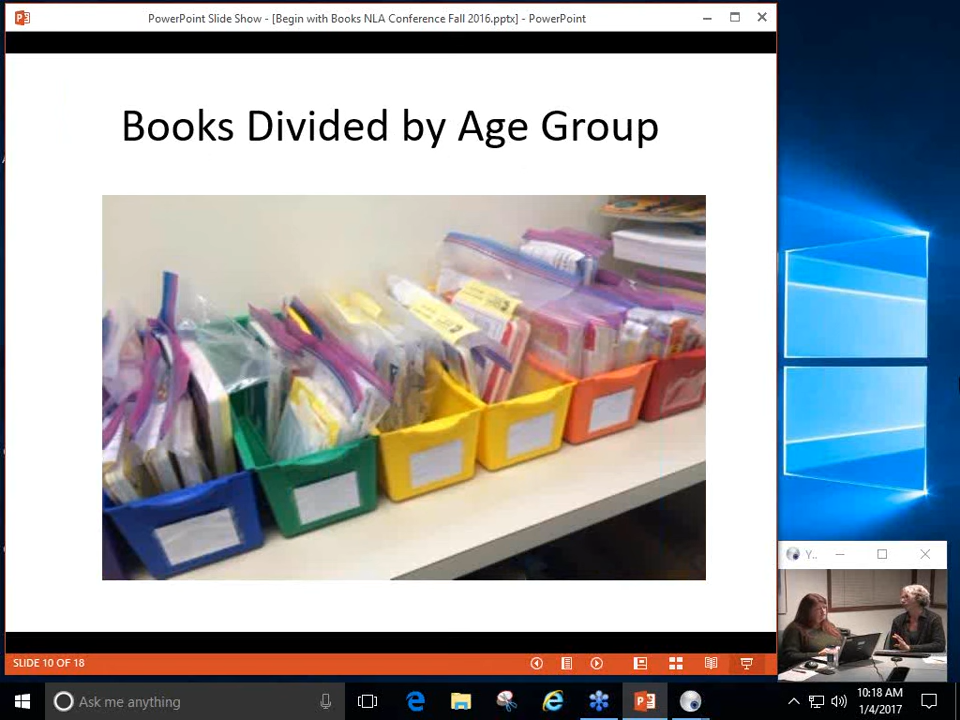 PowerPoint Slide Show - [Begin with Books NLA Conference Fall 2016.pptx] - PowerPoint
Books Divided by Age Group
Y..
SLIDE 10 OF 18
Ask me anything
10:18 AM
1/4/2017